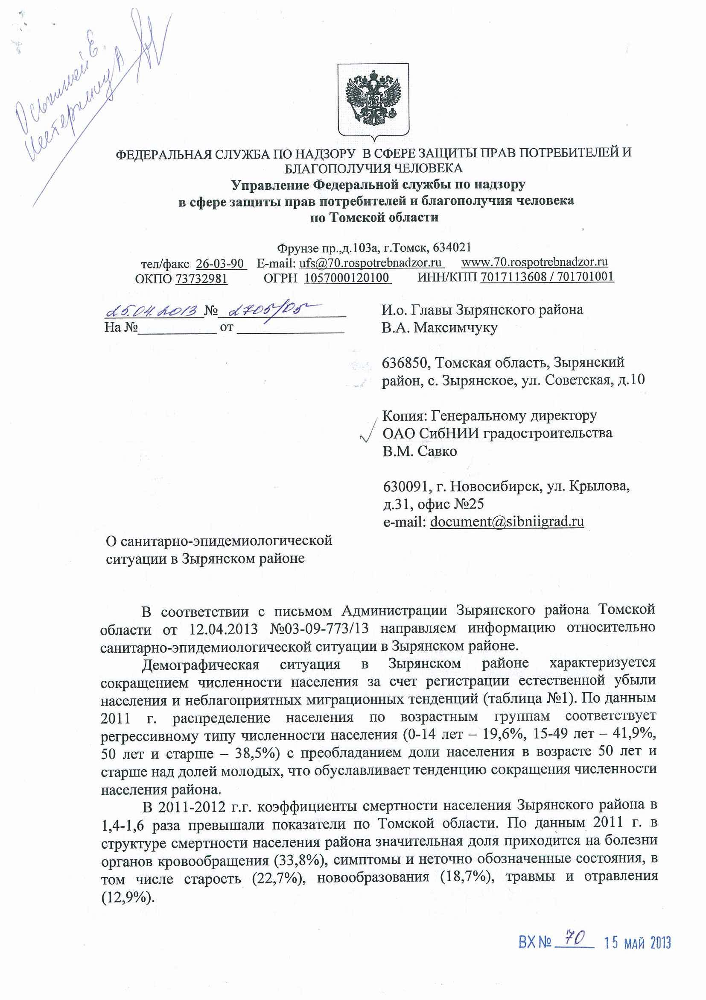 ФЕДЕРАЛЬНАЯ СЛУЖБА ПО НАДЗОРУ В СФЕРЕ ЗАЩИТЫ ПРАВ ПОТРЕБИТЕЛЕЙ И
БЛАГОПОЛУЧИЯ ЧЕЛОВЕКА
Управление Федеральной службы по надзору
в сфере защиты прав потребителей и благополучия человека
по Томской области
Фрунзе пр.,д.103а, г.Томск, 634021
тел/факс 26-03-90 E-mail: ufs@70.rospotrebnadzor.ru www.70.rospotrebnadzor.ru
ОКПО 73732981 ОГРН 1057000120100 ИНН/КПП 7017113608 / 701701001
25.04.2013 № 2705/05
На №___________ от _______________
И.о. Главы Зырянского района
В.А. Максимчуку
636850, Томская область, Зырянский
район, с. Зырянское, ул. Советская, д.10
Копия: Генеральному директору
ОАО СибНИИ градостроительства
В.М. Савко
630091, г. Новосибирск, ул. Крылова,
д.31, офис №25
e-mail: document@sibniigrad.ru
О санитарно-эпидемиологической
ситуации в Зырянском районе
В соответствии с письмом Администрации Зырянского района Томской
области от 12.04.2013 №03-09-773/13 направляем информацию относительно
санитарно-эпидемиологической ситуации в Зырянском районе.
Демографическая ситуация в Зырянском районе характеризуется
сокращением численности населения за счет регистрации естественной убыли
населения и неблагоприятных миграционных тенденций (таблица №1). По данным
2011 г. распределение населения по возрастным группам соответствует
регрессивному типу численности населения (0-14 лет – 19,6%, 15-49 лет – 41,9%,
50 лет и старше – 38,5%) с преобладанием доли населения в возрасте 50 лет и
старше над долей молодых, что обуславливает тенденцию сокращения численности
населения района.
В 2011-2012 г.г. коэффициенты смертности населения Зырянского района в
1,4-1,6 раза превышали показатели по Томской области. По данным 2011 г. в
структуре смертности населения района значительная доля приходится на болезни
органов кровообращения (33,8%), симптомы и неточно обозначенные состояния, в
том числе старость (22,7%), новообразования (18,7%), травмы и отравления
(12,9%).
ВХ № 70 15 МАЙ 2013